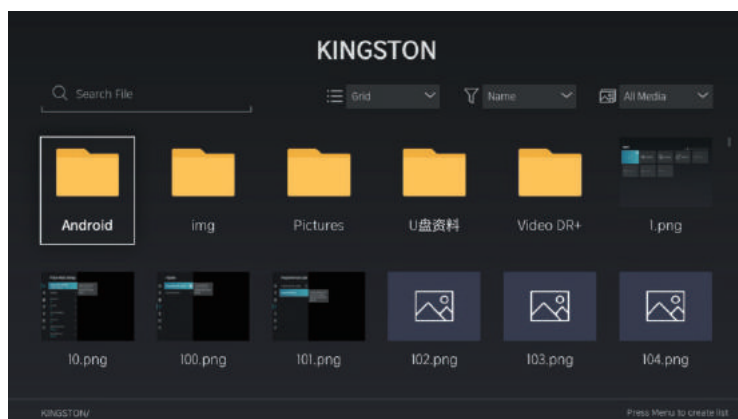 KINGSTON
Search File
Grid
Name
All Media
Android
img
Pictures
U盘资料
Video DR+
1.png
10.png
100.png
101.png
102.png
103.png
104.png
KINGSTON/
Press Menu to create list